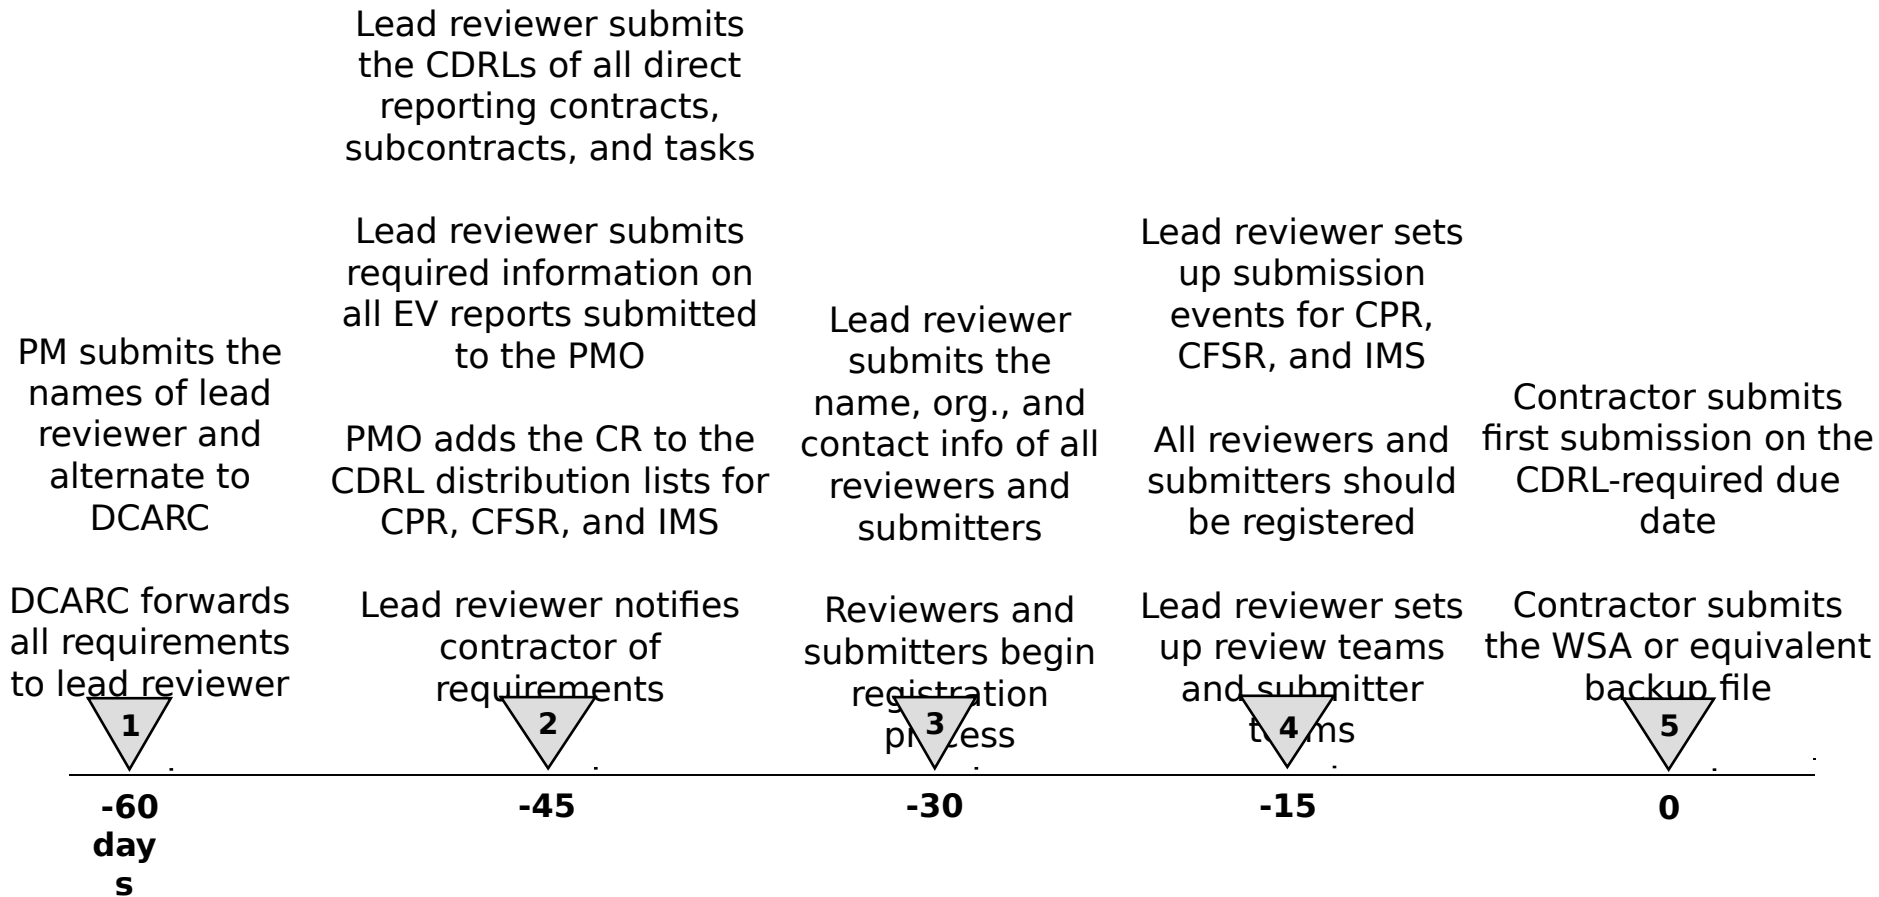 Lead reviewer submits
the CDRLs of all direct
reporting contracts,
subcontracts, and tasks
Lead reviewer submits
required information on
all EV reports submitted
to the PMO
PMO adds the CR to the
CDRL distribution lists for
CPR, CFSR, and IMS
Lead reviewer notifies
contractor of
requirements
PM submits the
names of lead
reviewer and
alternate to
DCARC
DCARC forwards
all requirements
to lead reviewer
Lead reviewer
submits the
name, org., and
contact info of all
reviewers and
submitters
Reviewers and
submitters begin
registration
process
Lead reviewer sets
up submission
events for CPR,
CFSR, and IMS
All reviewers and
submitters should
be registered
Lead reviewer sets
up review teams
and submitter
teams
Contractor submits
first submission on the
CDRL-required due
date
Contractor submits
the WSA or equivalent
backup file
1
2
3
4
5
-60
day
s
-45
-30
-15
0